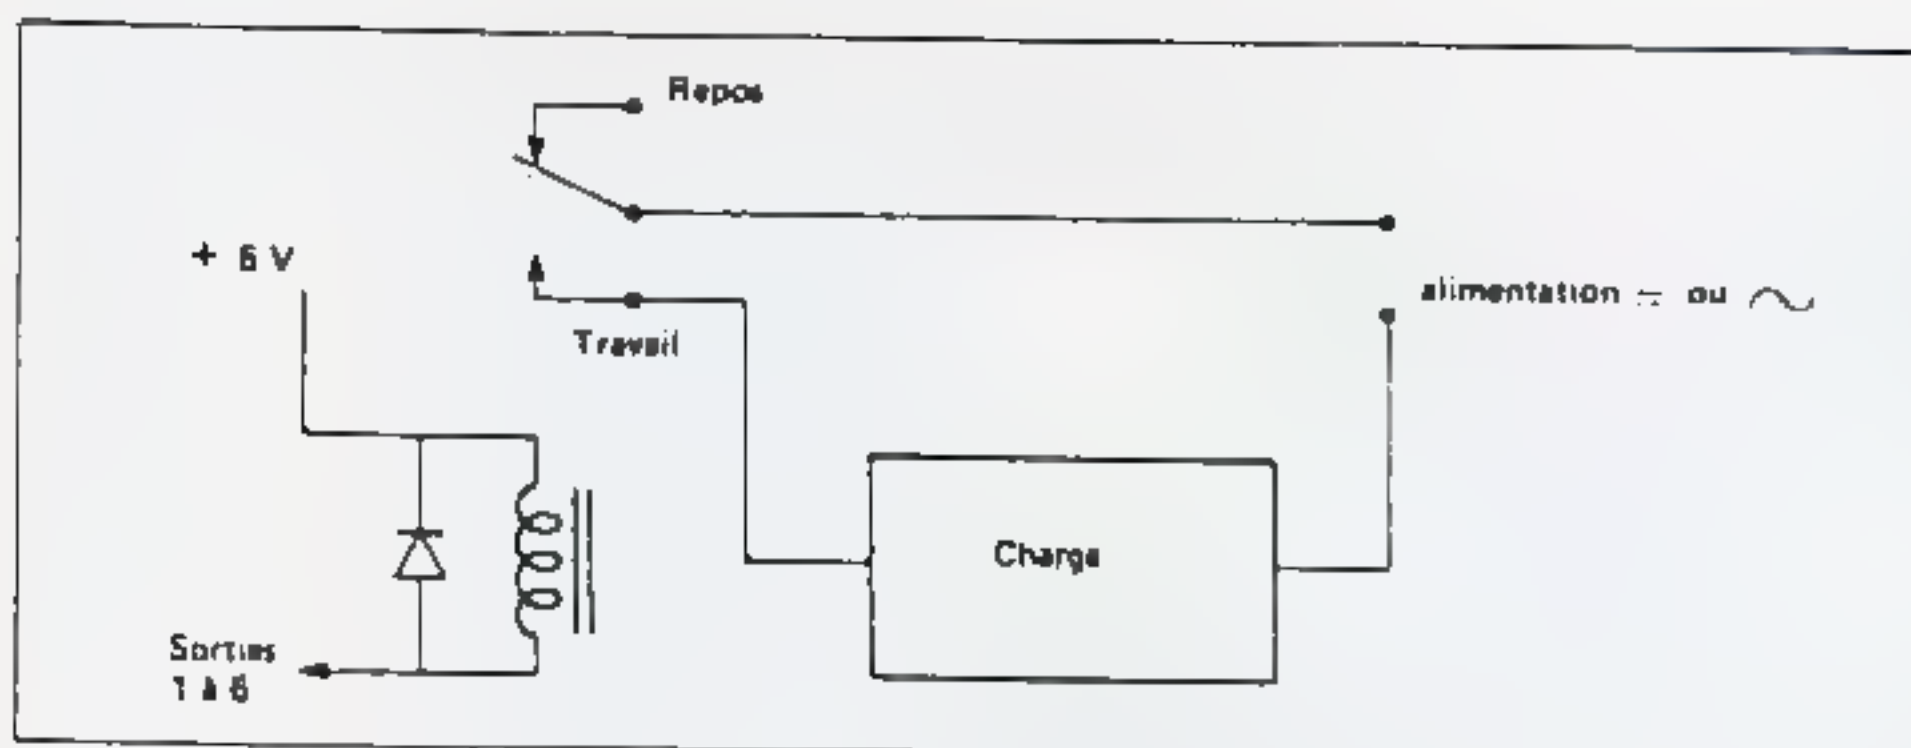 Repos
+ 6 V
alimentation ⎓ ou ∿
Travail
Charge
Sorties
1 à 6